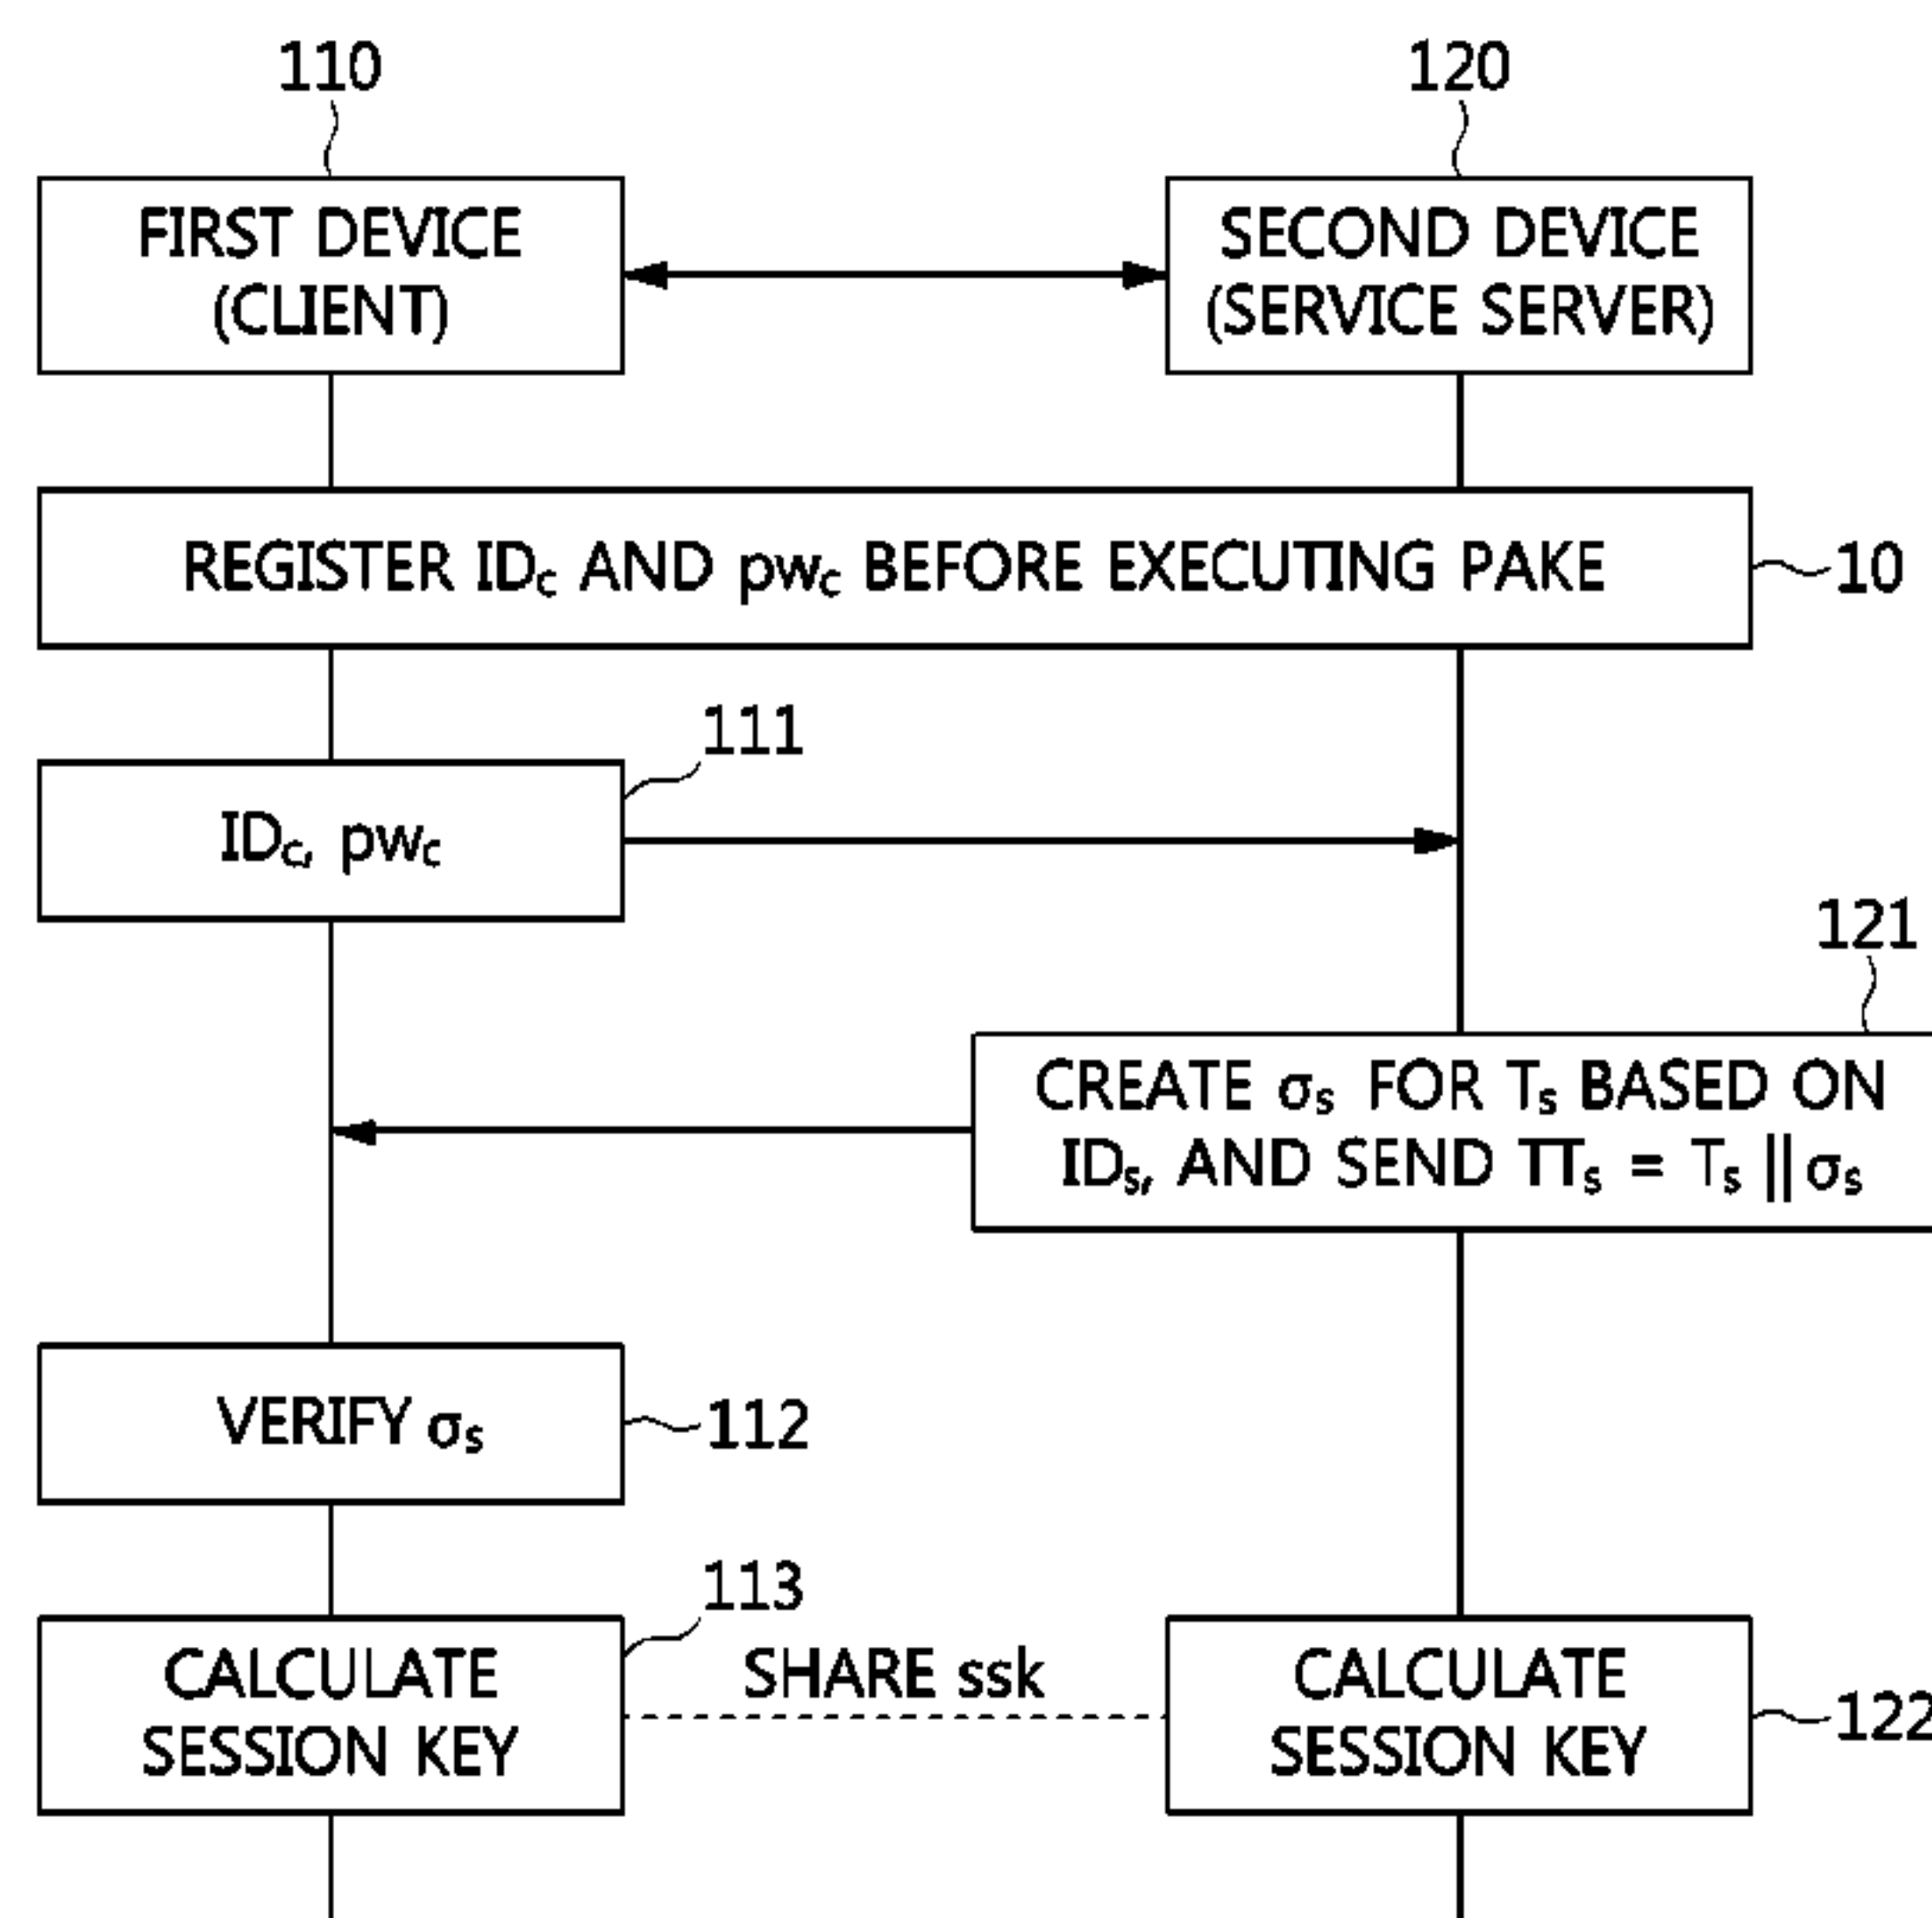 110
120
FIRST DEVICE
(CLIENT)
SECOND DEVICE
(SERVICE SERVER)
REGISTER IDc AND pwc BEFORE EXECUTING PAKE
10
111
IDc, pwc
121
CREATE σs FOR Ts BASED ON
IDs, AND SEND TTs = Ts || σs
VERIFY σs
112
113
CALCULATE
SESSION KEY
SHARE ssk
CALCULATE
SESSION KEY
122